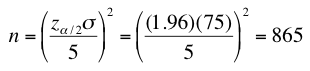 n = (z_{α/2}σ / 5)² = ((1.96)(75) / 5)² = 865